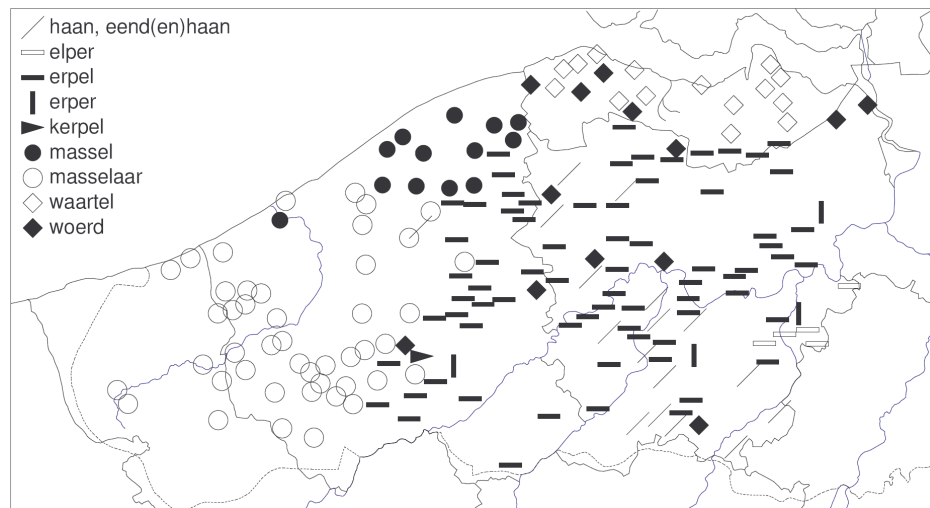 haan, eend(en)haan
elper
erpel
erper
kerpel
massel
masselaar
waartel
woerd